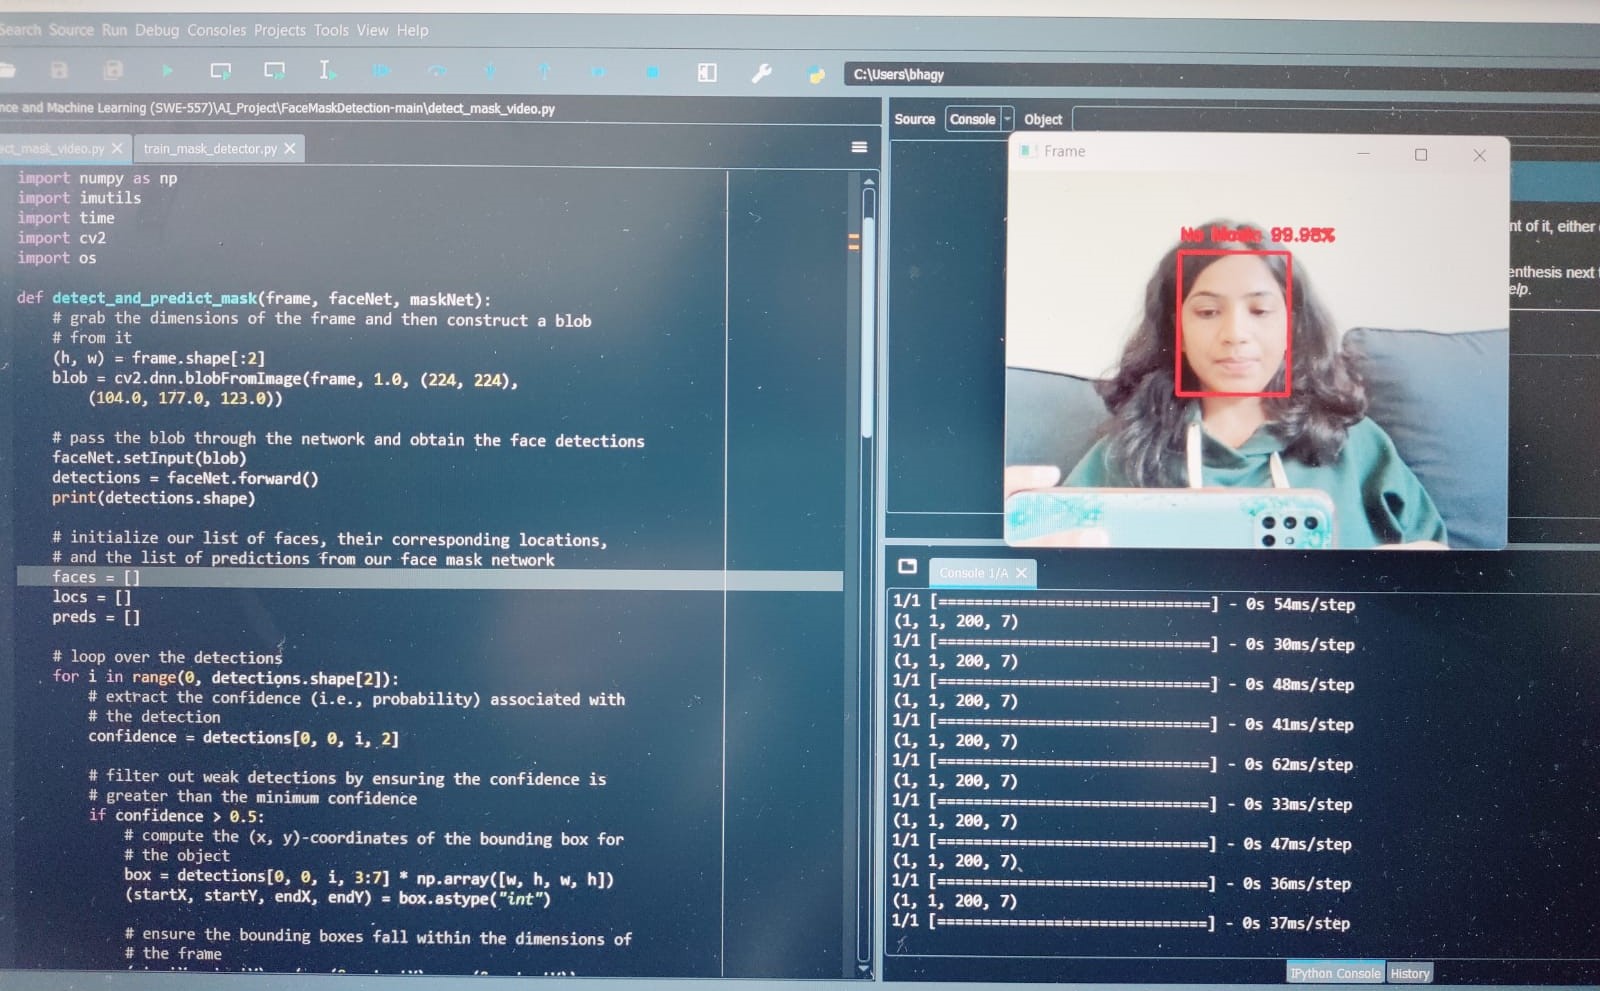 Search Source Run Debug Consoles Projects Tools View Help
C:\Users\bhagy
nce and Machine Learning (SWE-557)\AI_Project\FaceMaskDetection-main\detect_mask_video.py
ect_mask_video.py
train_mask_detector.py
import numpy as np
import imutils
import time
import cv2
import os
def detect_and_predict_mask(frame, faceNet, maskNet):
# grab the dimensions of the frame and then construct a blob
# from it
(h, w) = frame.shape[:2]
blob = cv2.dnn.blobFromImage(frame, 1.0, (224, 224),
(104.0, 177.0, 123.0))
# pass the blob through the network and obtain the face detections
faceNet.setInput(blob)
detections = faceNet.forward()
print(detections.shape)
# initialize our list of faces, their corresponding locations,
# and the list of predictions from our face mask network
faces = []
locs = []
preds = []
# loop over the detections
for i in range(0, detections.shape[2]):
# extract the confidence (i.e., probability) associated with
# the detection
confidence = detections[0, 0, i, 2]
# filter out weak detections by ensuring the confidence is
# greater than the minimum confidence
if confidence > 0.5:
# compute the (x, y)-coordinates of the bounding box for
# the object
box = detections[0, 0, i, 3:7] * np.array([w, h, w, h])
(startX, startY, endX, endY) = box.astype("int")
# ensure the bounding boxes fall within the dimensions of
# the frame
Source Console Object
Frame
No Mask: 99.98%
nt of it, either
enthesis next
elp.
Console 1/A
1/1 [==============================] - 0s 54ms/step
(1, 1, 200, 7)
1/1 [==============================] - 0s 30ms/step
(1, 1, 200, 7)
1/1 [==============================] - 0s 48ms/step
(1, 1, 200, 7)
1/1 [==============================] - 0s 41ms/step
(1, 1, 200, 7)
1/1 [==============================] - 0s 62ms/step
(1, 1, 200, 7)
1/1 [==============================] - 0s 33ms/step
(1, 1, 200, 7)
1/1 [==============================] - 0s 47ms/step
(1, 1, 200, 7)
1/1 [==============================] - 0s 36ms/step
(1, 1, 200, 7)
1/1 [==============================] - 0s 37ms/step
IPython Console History